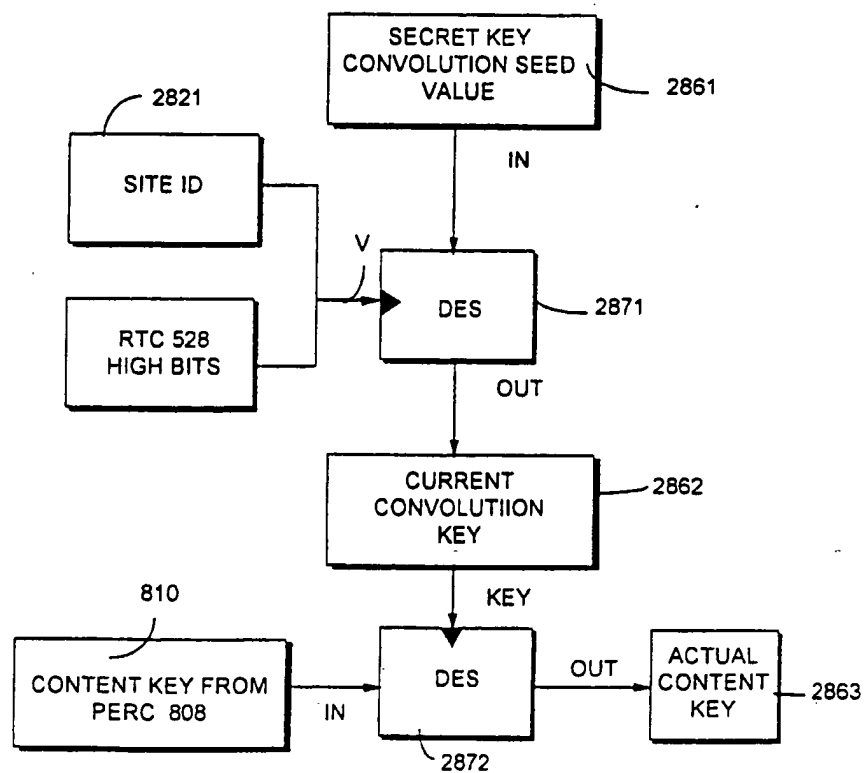 SECRET KEY
CONVOLUTION SEED
VALUE
2861
2821
IN
SITE ID
V
DES
2871
RTC 528
HIGH BITS
OUT
CURRENT
CONVOLUTIION
KEY
2862
810
KEY
CONTENT KEY FROM
PERC 808
IN
DES
OUT
ACTUAL
CONTENT
KEY
2863
2872